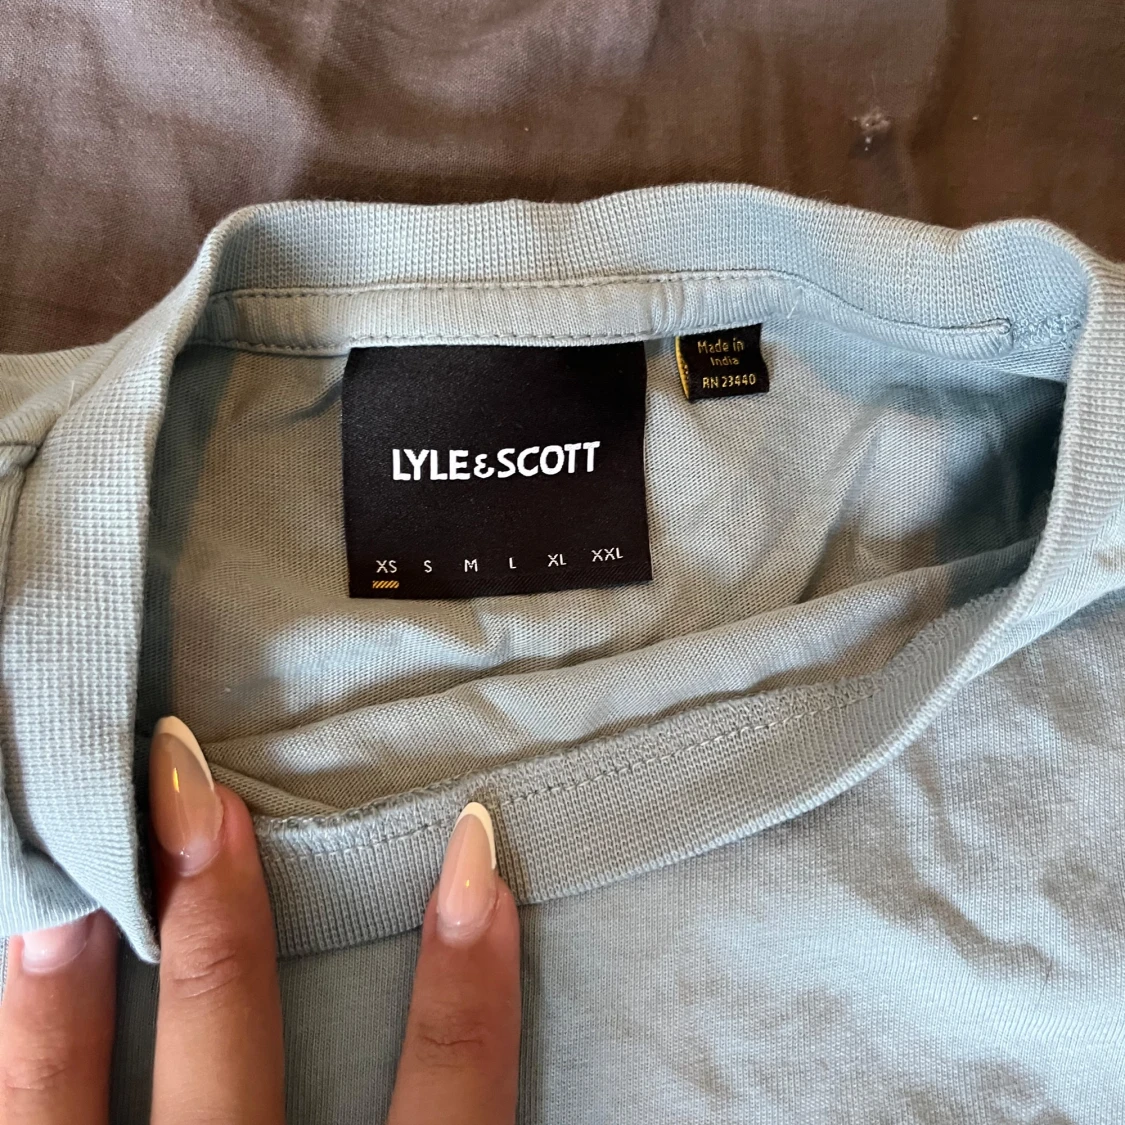 Made in
India
RN 23440
LYLE&SCOTT
XS S M L XL XXL